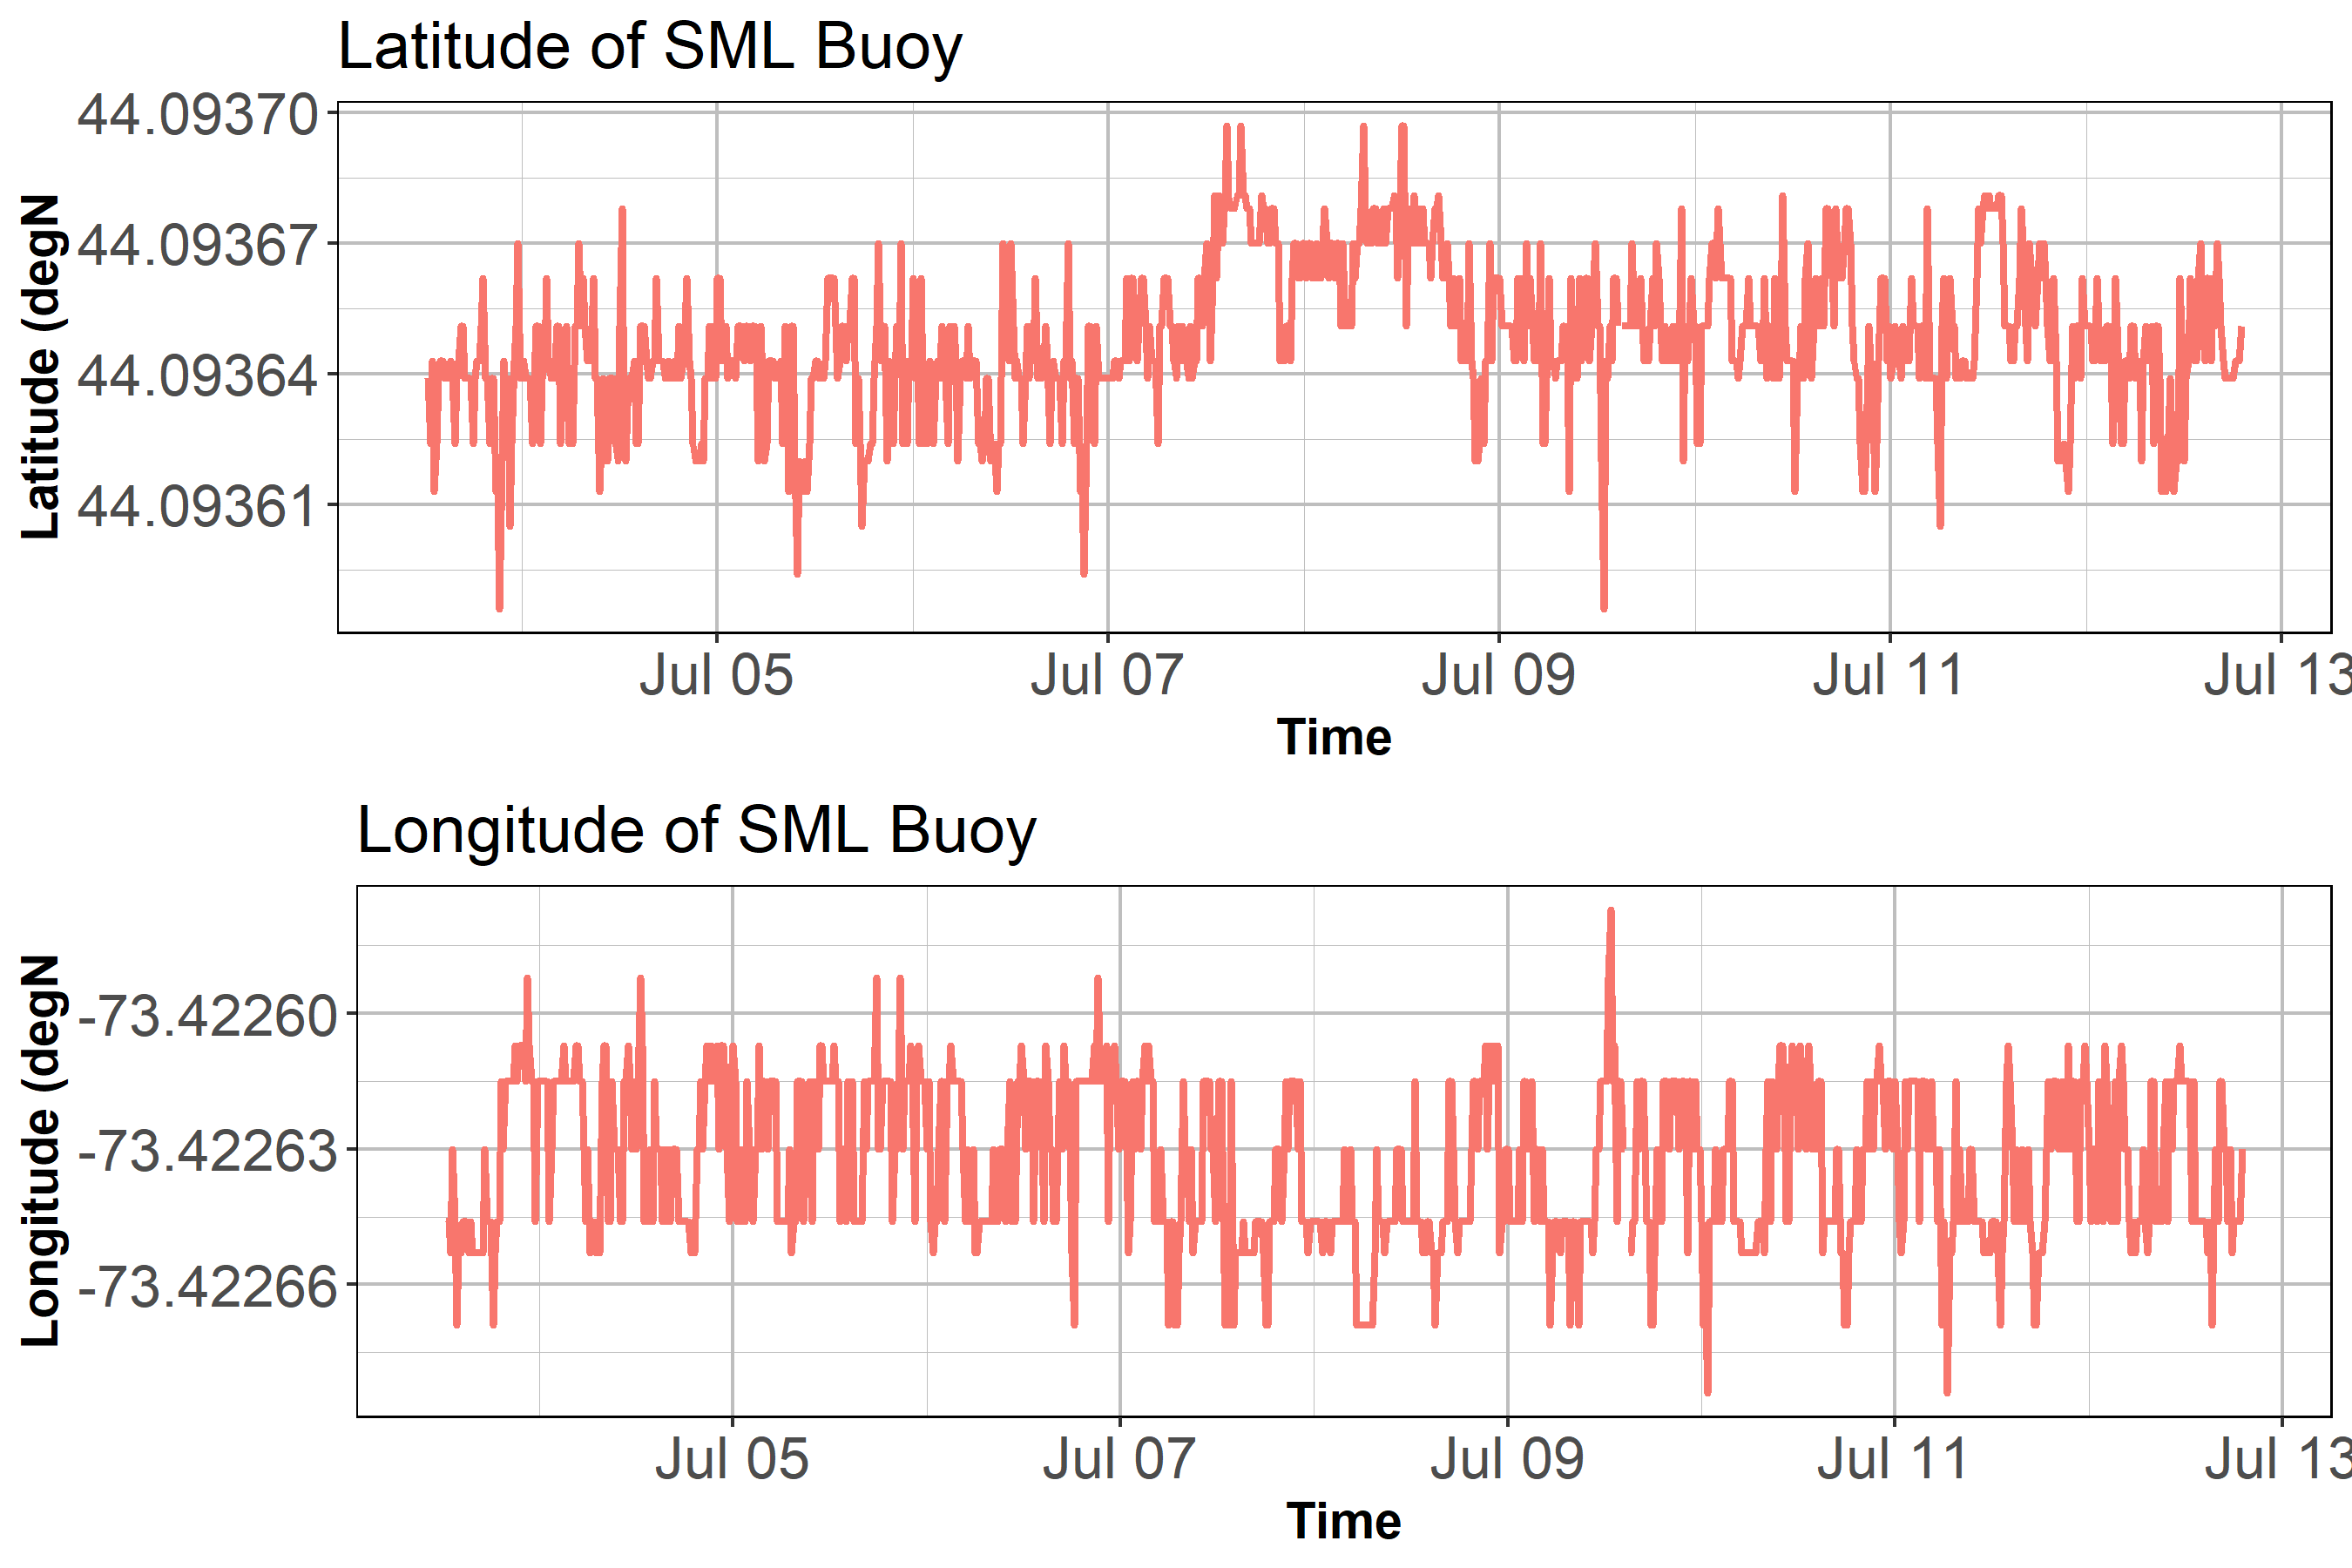 Latitude of SML Buoy
44.09370
44.09367
44.09364
44.09361
Latitude (degN
Jul 05 Jul 07 Jul 09 Jul 11 Jul 13
Time
Longitude of SML Buoy
-73.42260
-73.42263
-73.42266
Longitude (degN
Jul 05 Jul 07 Jul 09 Jul 11 Jul 13
Time